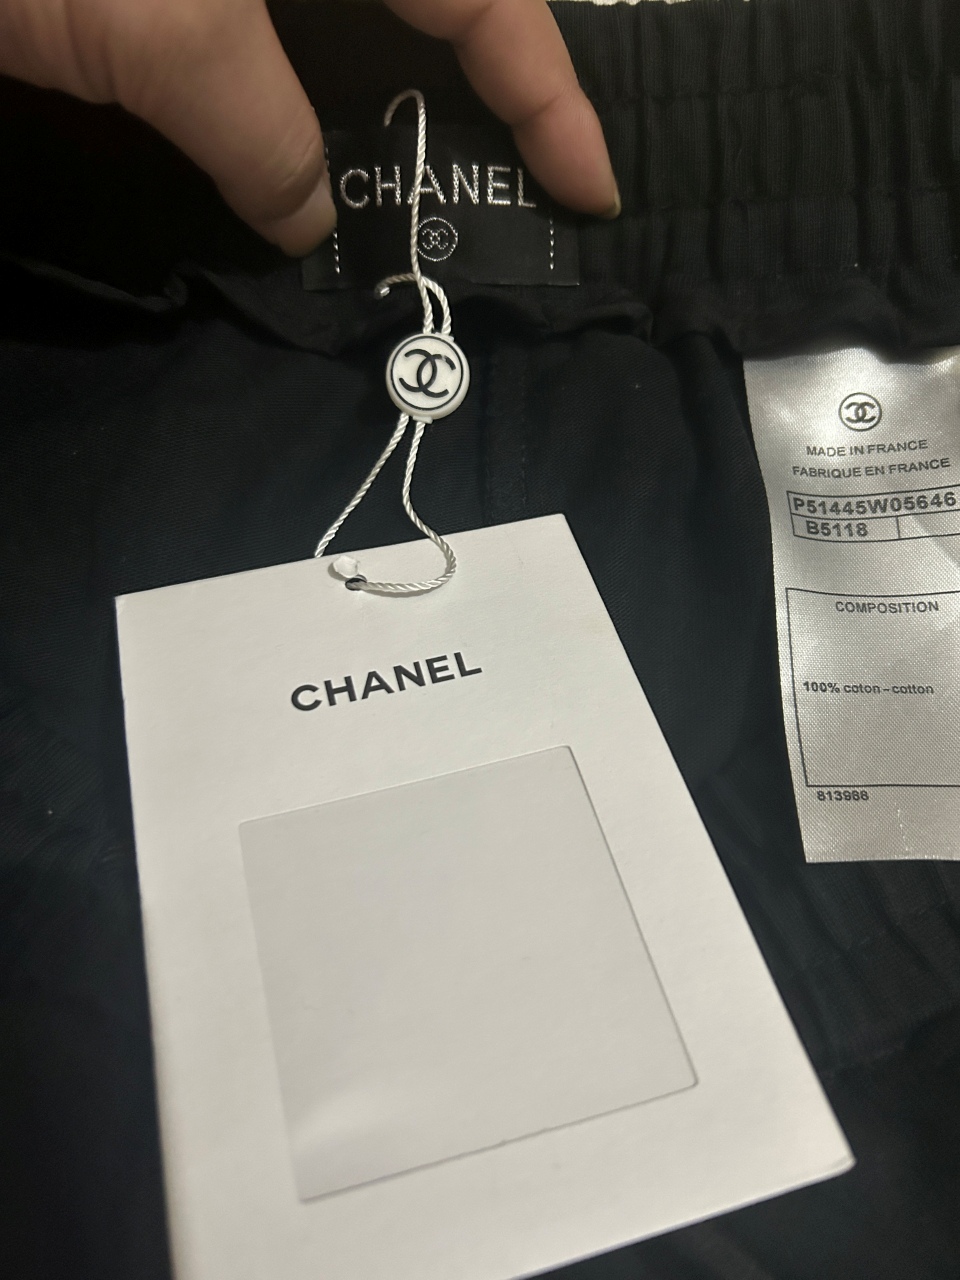 CHANEL
MADE IN FRANCE
FABRIQUE EN FRANCE
P51445W05646
B5118
COMPOSITION
100% coton-cotton
813988
CHANEL